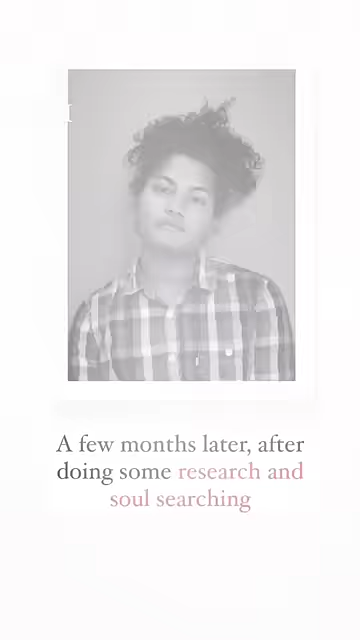 A few months later, after
doing some research and
soul searching